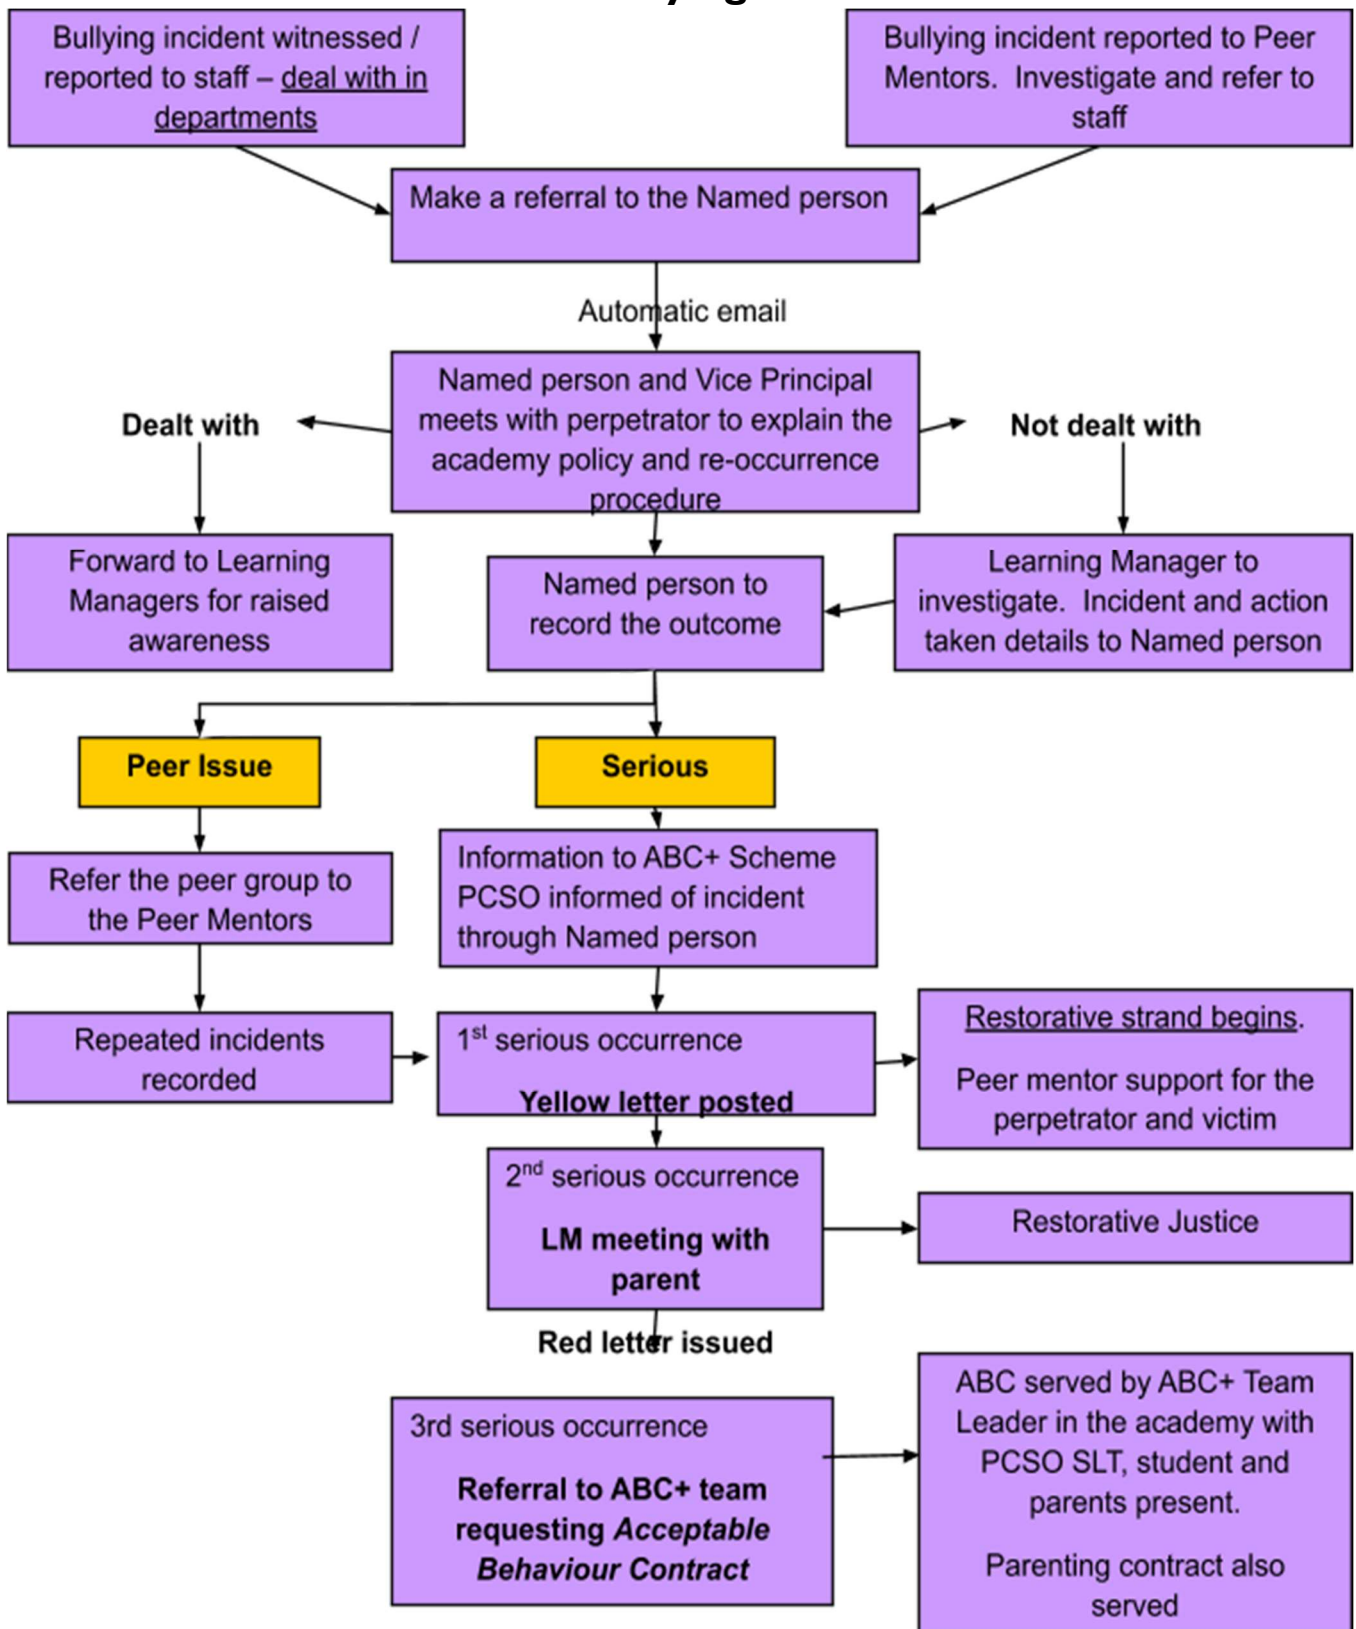 Bullying incident witnessed /
reported to staff – deal with in
departments
Bullying incident reported to Peer
Mentors. Investigate and refer to
staff
Make a referral to the Named person
Automatic email
Named person and Vice Principal
meets with perpetrator to explain the
academy policy and re-occurrence
procedure
Dealt with
Not dealt with
Forward to Learning
Managers for raised
awareness
Named person to
record the outcome
Learning Manager to
investigate. Incident and action
taken details to Named person
Peer Issue
Serious
Refer the peer group to
the Peer Mentors
Information to ABC+ Scheme
PCSO informed of incident
through Named person
Repeated incidents
recorded
1st serious occurrence
Yellow letter posted
Restorative strand begins.
Peer mentor support for the
perpetrator and victim
2nd serious occurrence
LM meeting with
parent
Restorative Justice
Red letter issued
3rd serious occurrence
Referral to ABC+ team
requesting Acceptable
Behaviour Contract
ABC served by ABC+ Team
Leader in the academy with
PCSO SLT, student and
parents present.
Parenting contract also
served